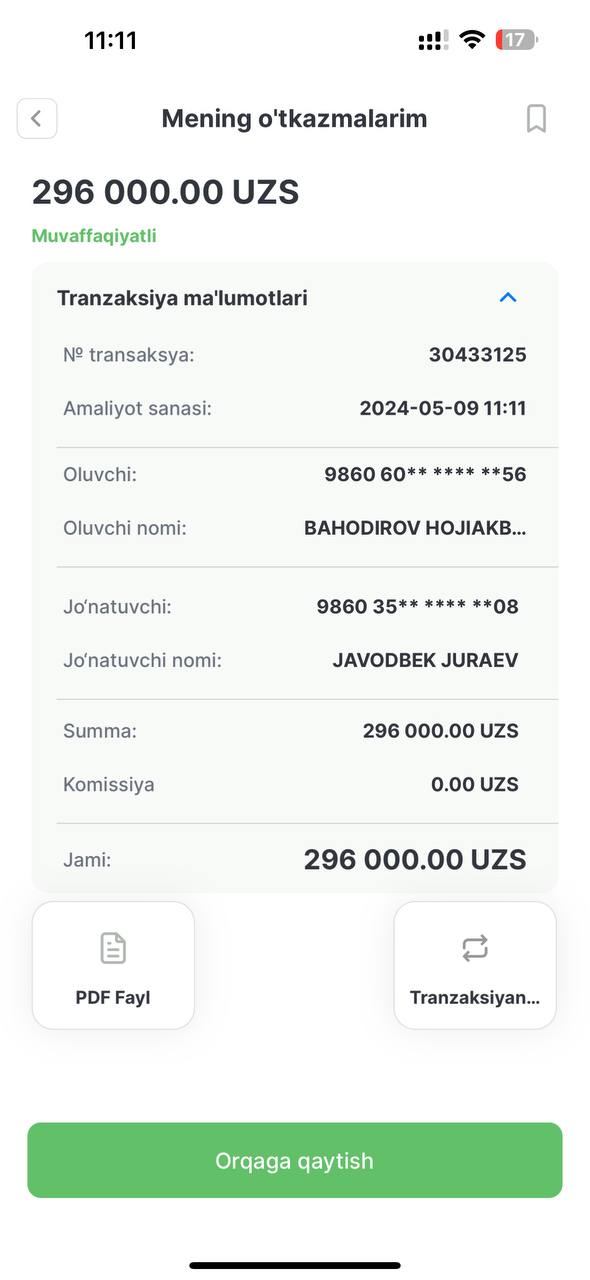 11:11
17
Mening o'tkazmalarim
296 000.00 UZS
Muvaffaqiyatli
Tranzaksiya ma'lumotlari
№ transaksya: 30433125
Amaliyot sanasi: 2024-05-09 11:11
Oluvchi: 9860 60** **** **56
Oluvchi nomi: BAHODIROV HOJIAKB...
Jo‘natuvchi: 9860 35** **** **08
Jo‘natuvchi nomi: JAVODBEK JURAEV
Summa: 296 000.00 UZS
Komissiya 0.00 UZS
Jami: 296 000.00 UZS
PDF Fayl Tranzaksiyan...
Orqaga qaytish